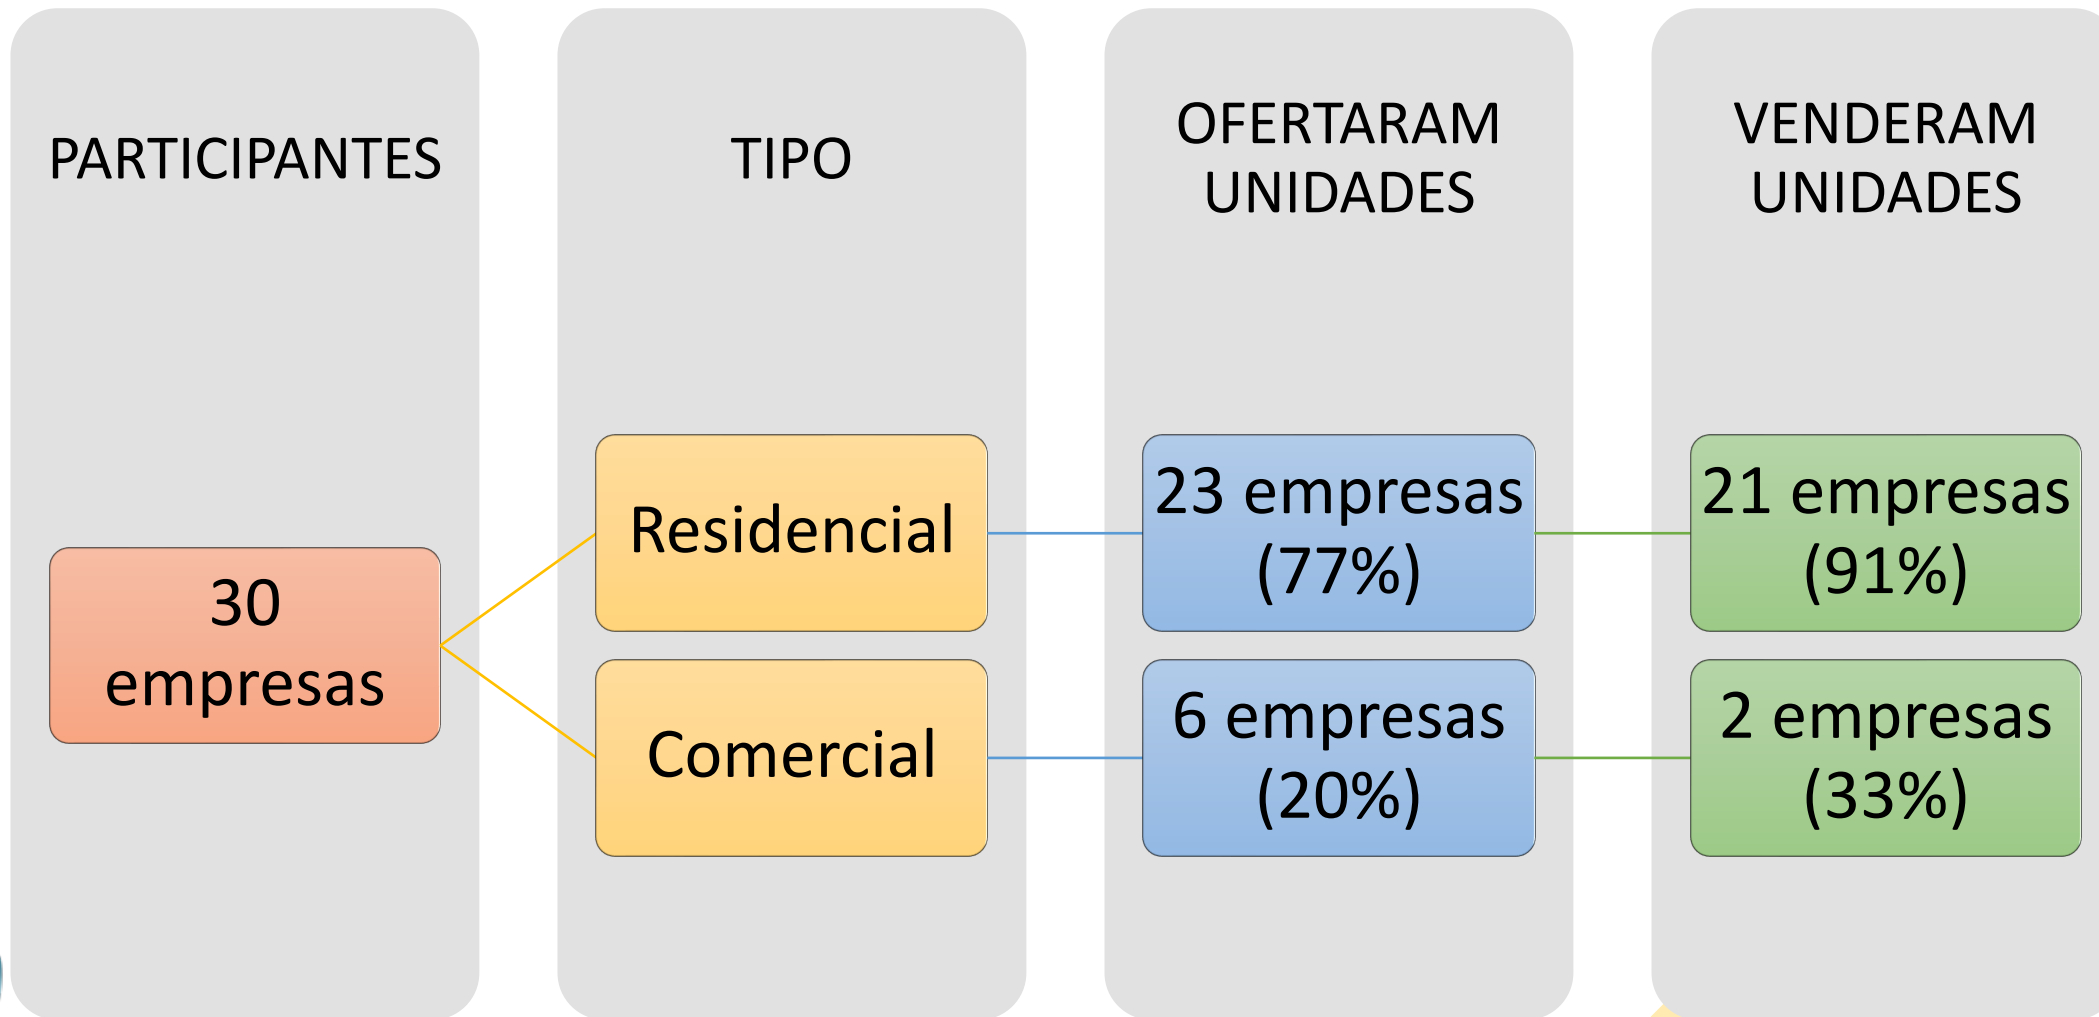 PARTICIPANTES
30
empresas
TIPO
Residencial
Comercial
OFERTARAM
UNIDADES
23 empresas
(77%)
6 empresas
(20%)
VENDERAM
UNIDADES
21 empresas
(91%)
2 empresas
(33%)